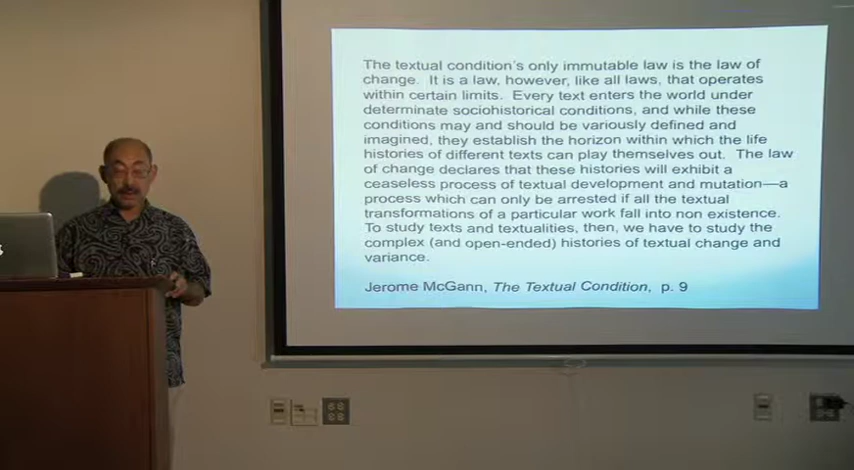 The textual condition's only immutable law is the law of
change.  It is a law, however, like all laws, that operates
within certain limits.  Every text enters the world under
determinate sociohistorical conditions, and while these
conditions may and should be variously defined and
imagined, they establish the horizon within which the life
histories of different texts can play themselves out.  The law
of change declares that these histories will exhibit a
ceaseless process of textual development and mutation—a
process which can only be arrested if all the textual
transformations of a particular work fall into non existence.
To study texts and textualities, then, we have to study the
complex (and open-ended) histories of textual change and
variance.
Jerome McGann, The Textual Condition,  p. 9